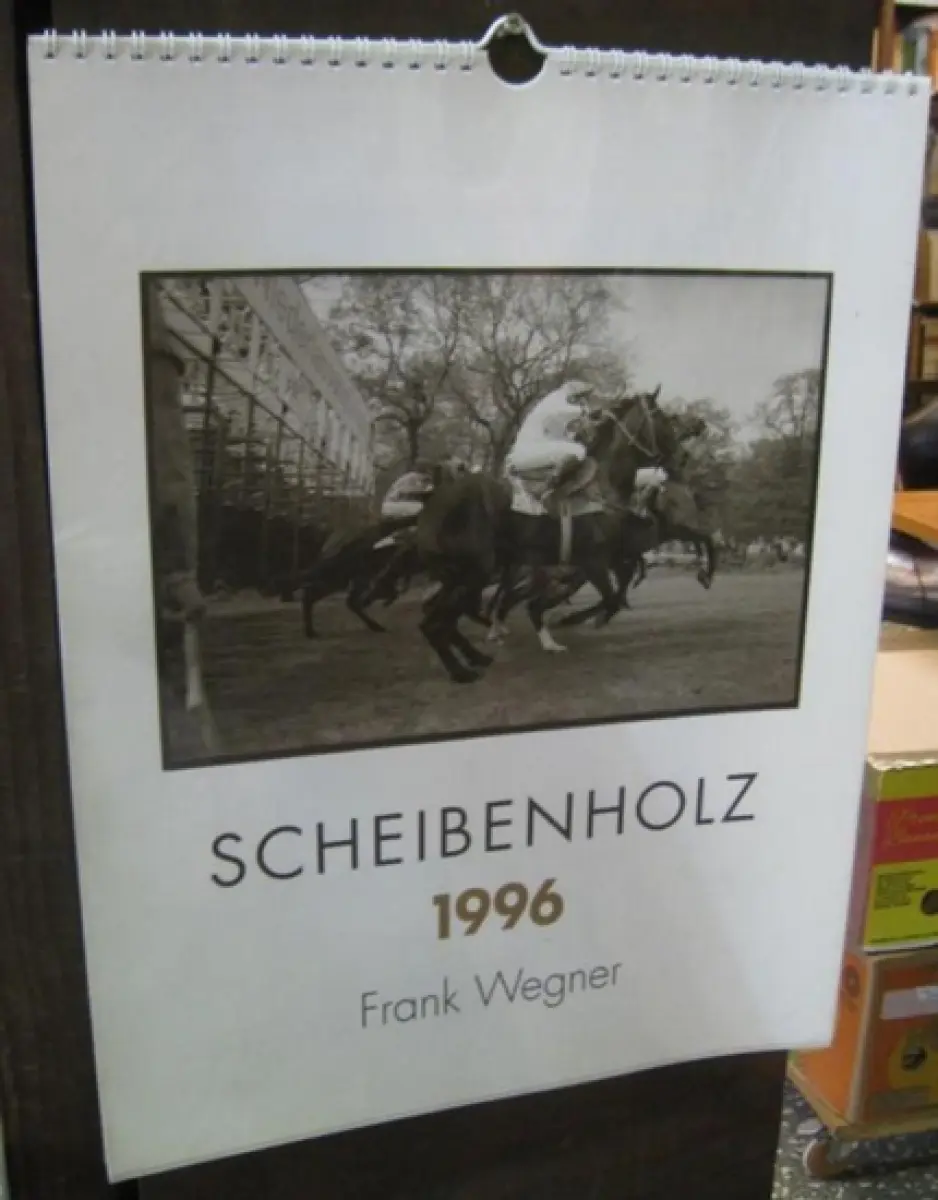 SCHEIBENHOLZ
1996
Frank Wegner